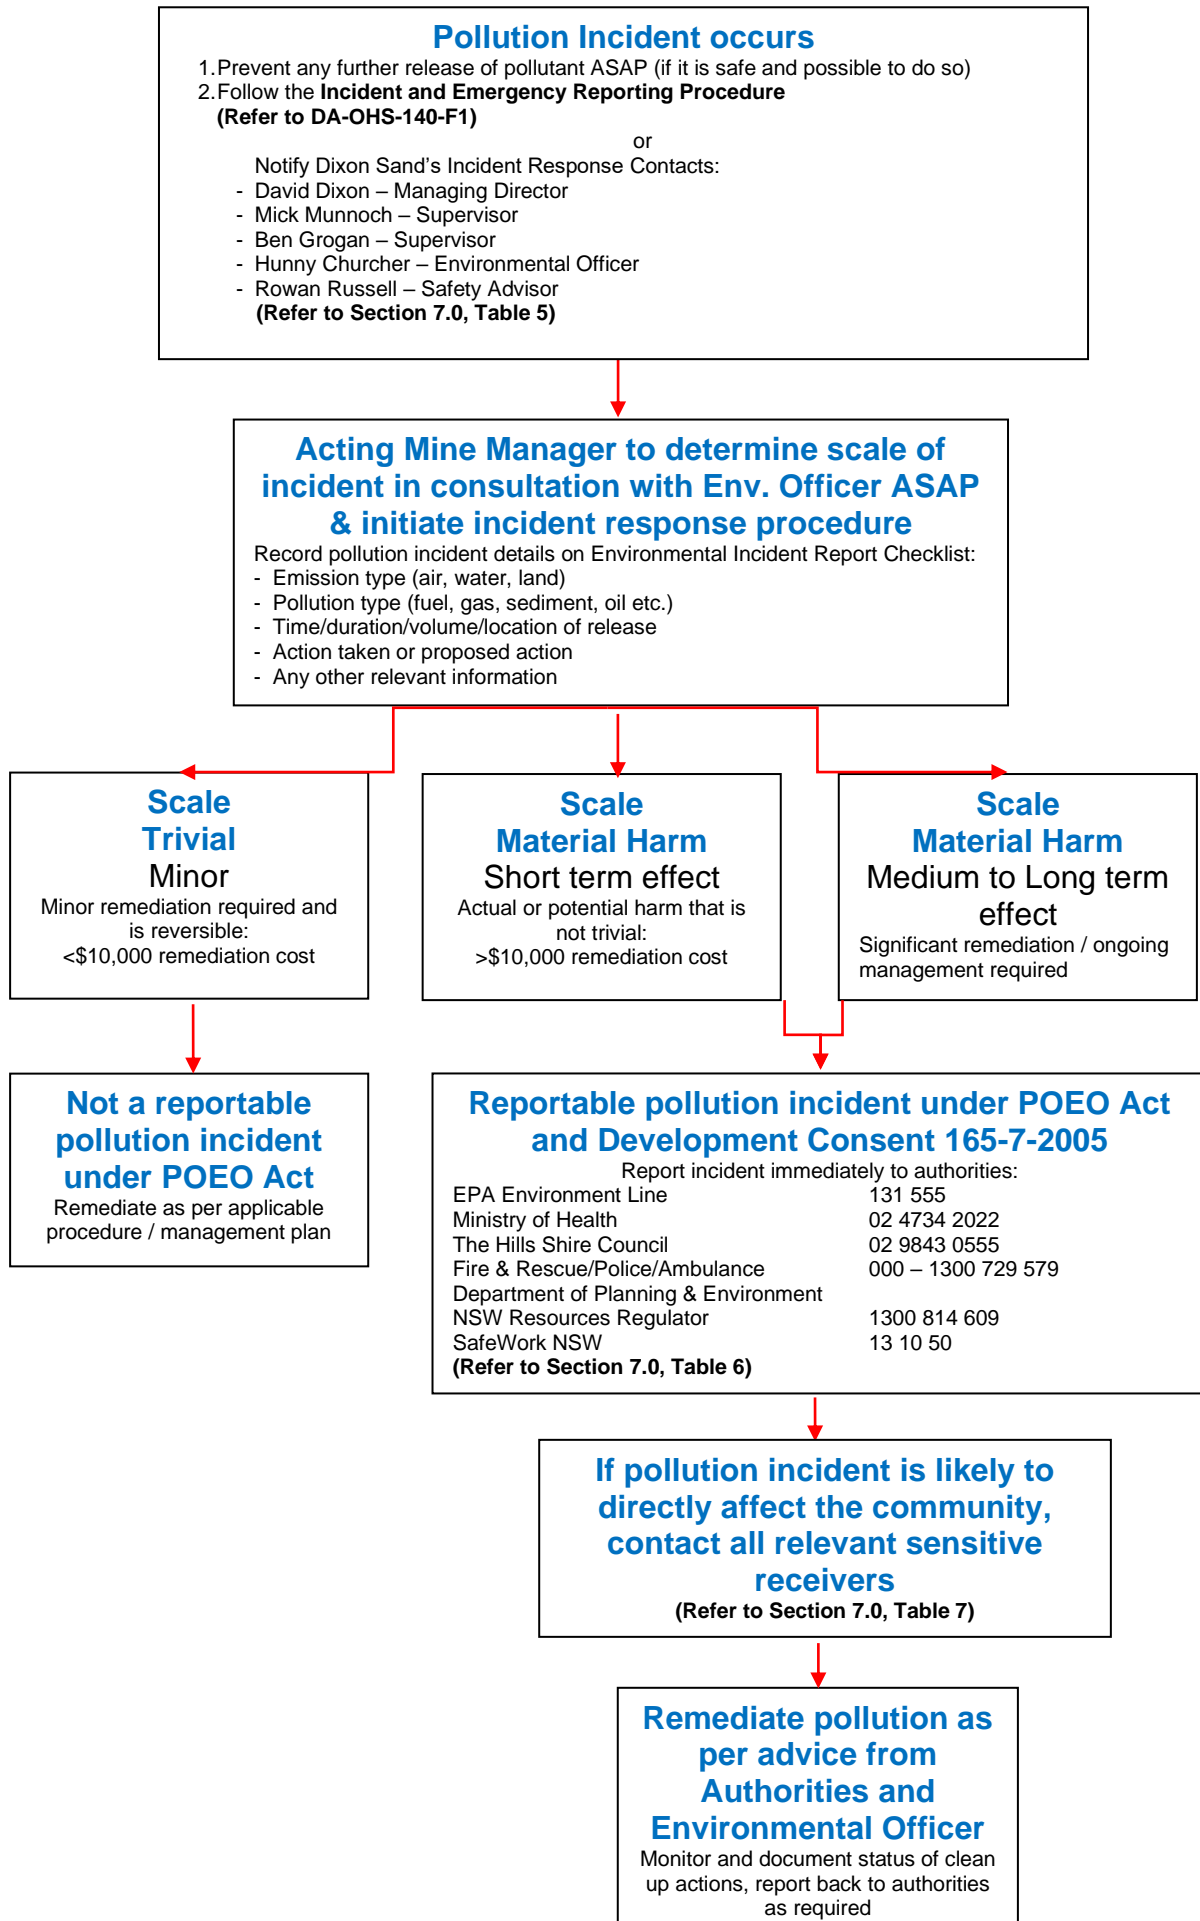 Pollution Incident occurs
1.Prevent any further release of pollutant ASAP (if it is safe and possible to do so)
2.Follow the Incident and Emergency Reporting Procedure
(Refer to DA-OHS-140-F1)
or
Notify Dixon Sand's Incident Response Contacts:
- David Dixon – Managing Director
- Mick Munnoch – Supervisor
- Ben Grogan – Supervisor
- Hunny Churcher – Environmental Officer
- Rowan Russell – Safety Advisor
(Refer to Section 7.0, Table 5)
Acting Mine Manager to determine scale of
incident in consultation with Env. Officer ASAP
& initiate incident response procedure
Record pollution incident details on Environmental Incident Report Checklist:
- Emission type (air, water, land)
- Pollution type (fuel, gas, sediment, oil etc.)
- Time/duration/volume/location of release
- Action taken or proposed action
- Any other relevant information
Scale
Trivial
Minor
Minor remediation required and
is reversible:
<$10,000 remediation cost
Scale
Material Harm
Short term effect
Actual or potential harm that is
not trivial:
>$10,000 remediation cost
Scale
Material Harm
Medium to Long term
effect
Significant remediation / ongoing
management required
Not a reportable
pollution incident
under POEO Act
Remediate as per applicable
procedure / management plan
Reportable pollution incident under POEO Act
and Development Consent 165-7-2005
Report incident immediately to authorities:
EPA Environment Line 131 555
Ministry of Health 02 4734 2022
The Hills Shire Council 02 9843 0555
Fire & Rescue/Police/Ambulance 000 – 1300 729 579
Department of Planning & Environment
NSW Resources Regulator 1300 814 609
SafeWork NSW 13 10 50
(Refer to Section 7.0, Table 6)
If pollution incident is likely to
directly affect the community,
contact all relevant sensitive
receivers
(Refer to Section 7.0, Table 7)
Remediate pollution as
per advice from
Authorities and
Environmental Officer
Monitor and document status of clean
up actions, report back to authorities
as required